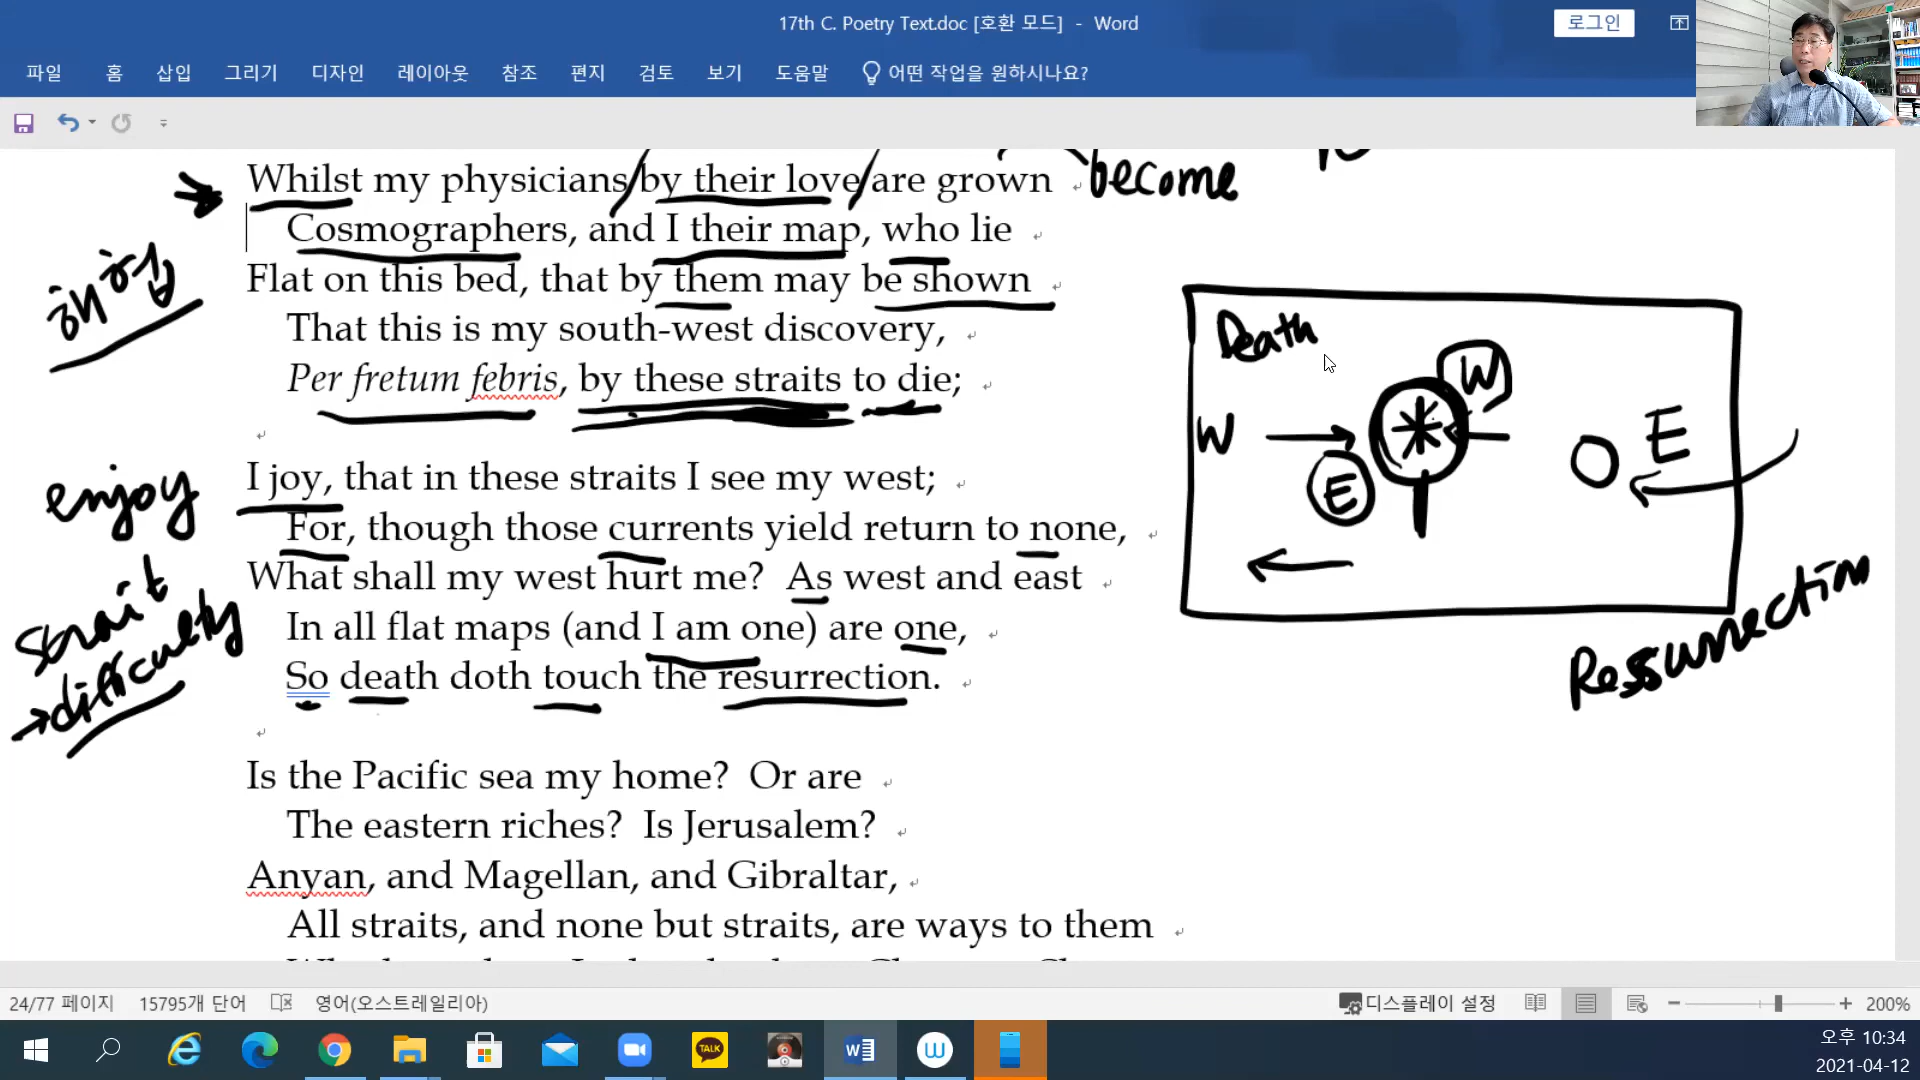 17th C. Poetry Text.doc [호환 모드] - Word
로그인
파일 홈 삽입 그리기 디자인 레이아웃 참조 편지 검토 보기 도움말 어떤 작업을 원하시나요?
Whilst my physicians by their love are grown become
Cosmographers, and I their map, who lie
해협
Flat on this bed, that by them may be shown
That this is my south-west discovery,
Death
Per fretum febris, by these straits to die;
W
W E
E
enjoy
I joy, that in these straits I see my west;
For, though those currents yield return to none,
What shall my west hurt me? As west and east
strait
→difficulty
In all flat maps (and I am one) are one,
So death doth touch the resurrection.
Ressurrection
Is the Pacific sea my home? Or are
The eastern riches? Is Jerusalem?
Anyan, and Magellan, and Gibraltar,
All straits, and none but straits, are ways to them
24/77 페이지 15795개 단어 영어(오스트레일리아) 디스플레이 설정 200%
TALK
오후 10:34
2021-04-12